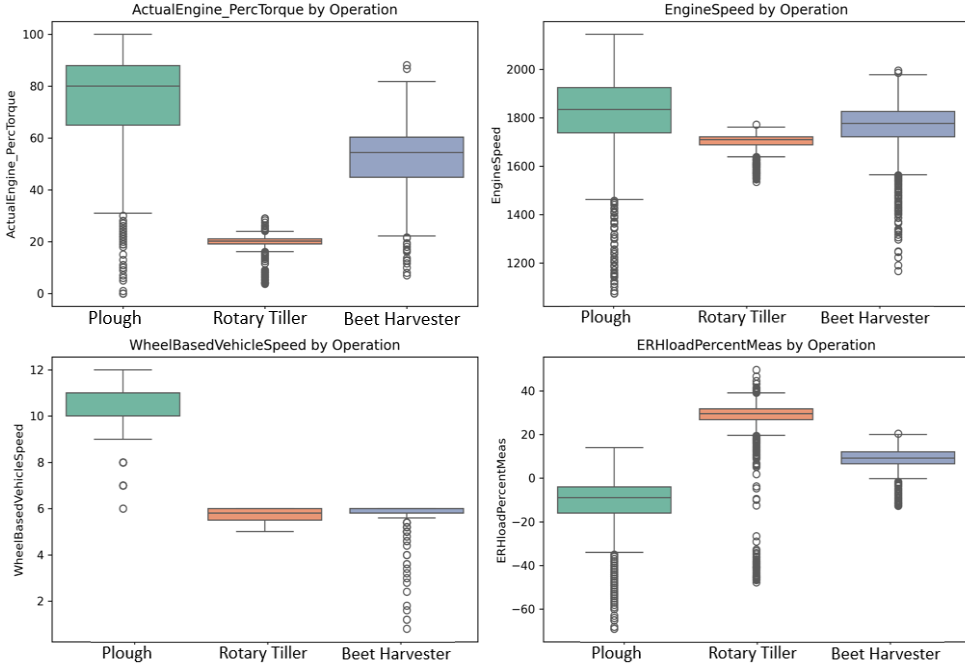 ActualEngine_PercTorque by Operation
ActualEngine_PercTorque
100
80
60
40
20
0
Plough Rotary Tiller Beet Harvester
EngineSpeed by Operation
EngineSpeed
2000
1800
1600
1400
1200
Plough Rotary Tiller Beet Harvester
WheelBasedVehicleSpeed by Operation
WheelBasedVehicleSpeed
12
10
8
6
4
2
Plough Rotary Tiller Beet Harvester
ERHloadPercentMeas by Operation
ERHloadPercentMeas
40
20
0
−20
−40
−60
Plough Rotary Tiller Beet Harvester